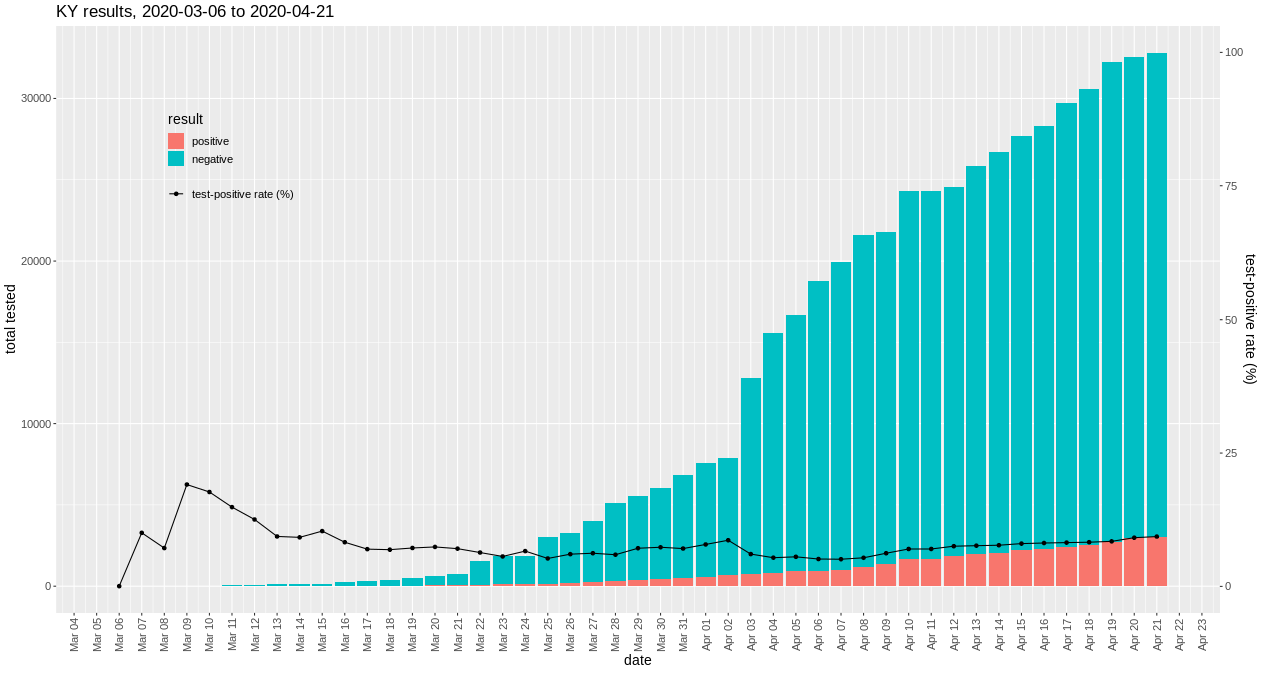 KY results, 2020-03-06 to 2020-04-21
total tested
30000
20000
10000
0
result
positive
negative
test-positive rate (%)
100
75
50
25
0
test-positive rate (%)
Mar 04
Mar 05
Mar 06
Mar 07
Mar 08
Mar 09
Mar 10
Mar 11
Mar 12
Mar 13
Mar 14
Mar 15
Mar 16
Mar 17
Mar 18
Mar 19
Mar 20
Mar 21
Mar 22
Mar 23
Mar 24
Mar 25
Mar 26
Mar 27
Mar 28
Mar 29
Mar 30
Mar 31
Apr 01
Apr 02
Apr 03
Apr 04
Apr 05
Apr 06
Apr 07
Apr 08
Apr 09
Apr 10
Apr 11
Apr 12
Apr 13
Apr 14
Apr 15
Apr 16
Apr 17
Apr 18
Apr 19
Apr 20
Apr 21
Apr 22
Apr 23
date